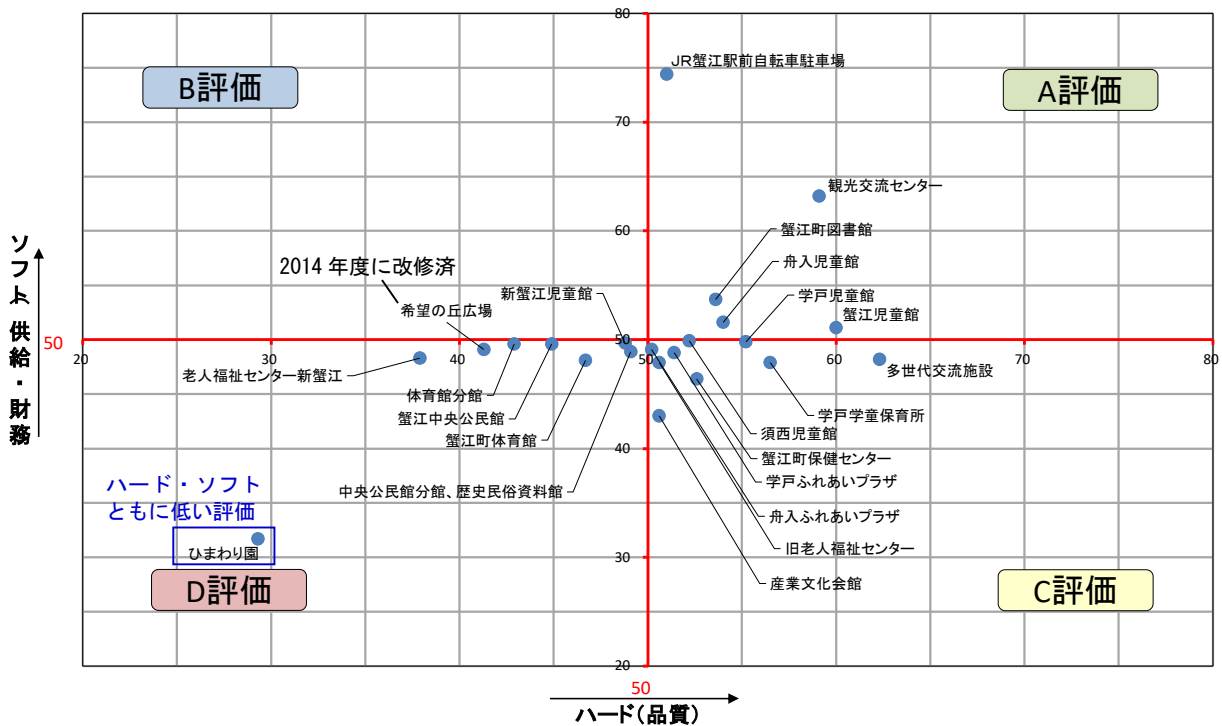 80
B評価
JR蟹江駅前自転車駐車場
A評価
70
観光交流センター
60
蟹江町図書館
舟入児童館
2014 年度に改修済
新蟹江児童館
学戸児童館
希望の丘広場
蟹江児童館
50
50
20
30
40
50
60
70
80
老人福祉センター新蟹江
多世代交流施設
体育館分館
蟹江中央公民館
蟹江町体育館
学戸学童保育所
須西児童館
蟹江町保健センター
40
中央公民館分館、歴史民俗資料館
学戸ふれあいプラザ
舟入ふれあいプラザ
旧老人福祉センター
産業文化会館
ハード・ソフト
ともに低い評価
ひまわり園
30
D評価
C評価
20
ソフト(供給・財務)
50
ハード(品質)